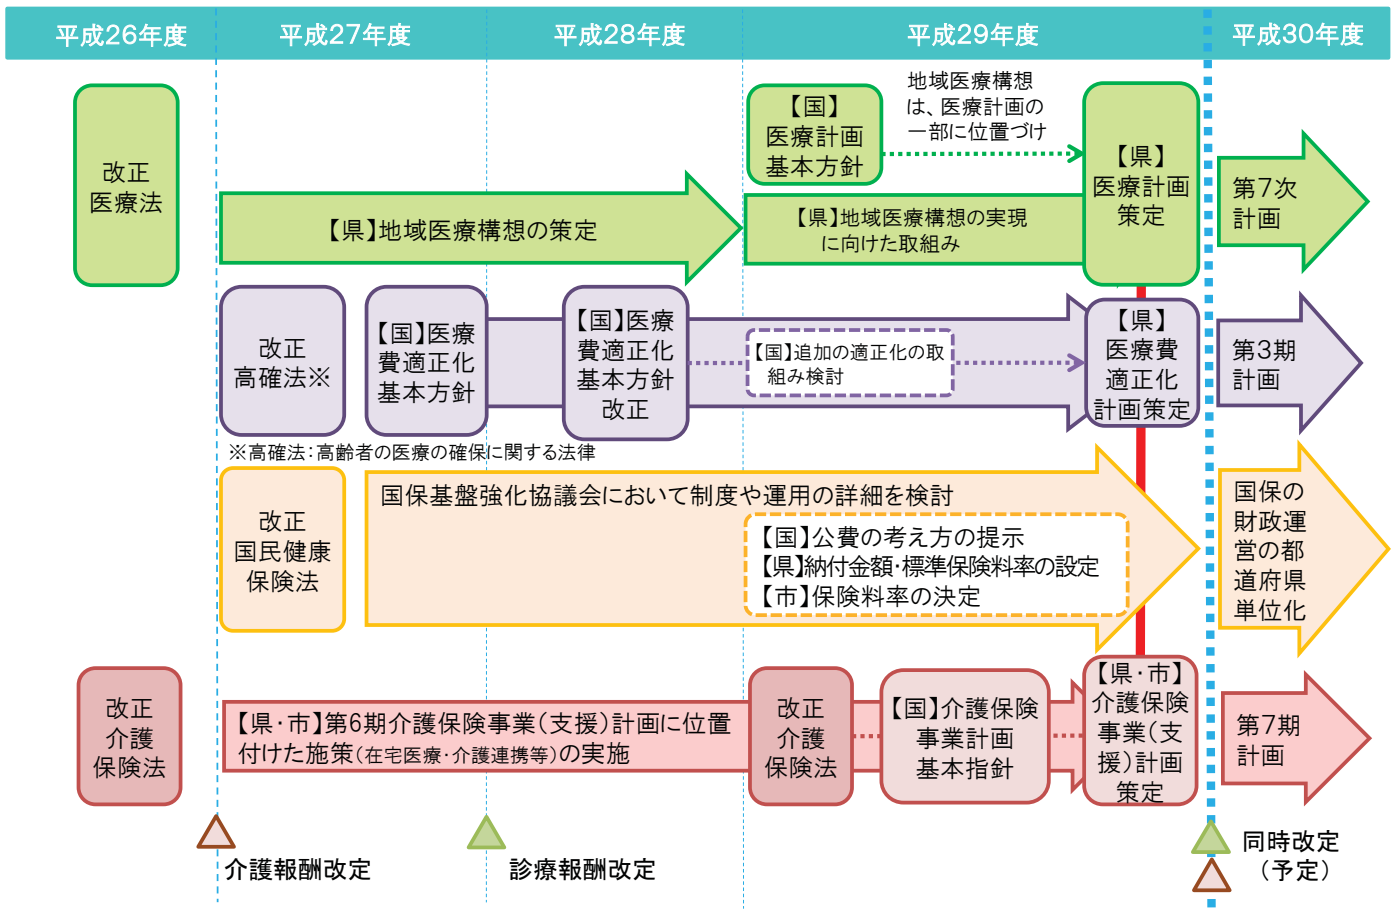 平成26年度
平成27年度
平成28年度
平成29年度
平成30年度
改正
医療法
【県】地域医療構想の策定
【国】
医療計画
基本方針
地域医療構想
は、医療計画の
一部に位置づけ
【県】地域医療構想の実現
に向けた取組み
【県】
医療計画
策定
第7次
計画
改正
高確法※
【国】医療
費適正化
基本方針
【国】医療
費適正化
基本方針
改正
【国】追加の適正化の取
組み検討
【県】
医療費
適正化
計画策定
第3期
計画
※高確法：高齢者の医療の確保に関する法律
改正
国民健康
保険法
国保基盤強化協議会において制度や運用の詳細を検討
【国】公費の考え方の提示
【県】納付金額・標準保険料率の設定
【市】保険料率の決定
国保の
財政運
営の都
道府県
単位化
改正
介護
保険法
【県・市】第6期介護保険事業（支援）計画に位置
付けた施策（在宅医療・介護連携等）の実施
改正
介護
保険法
【国】介護保険
事業計画
基本指針
【県・市】
介護保険
事業（支
援）計画
策定
第7期
計画
介護報酬改定
診療報酬改定
同時改定
（予定）